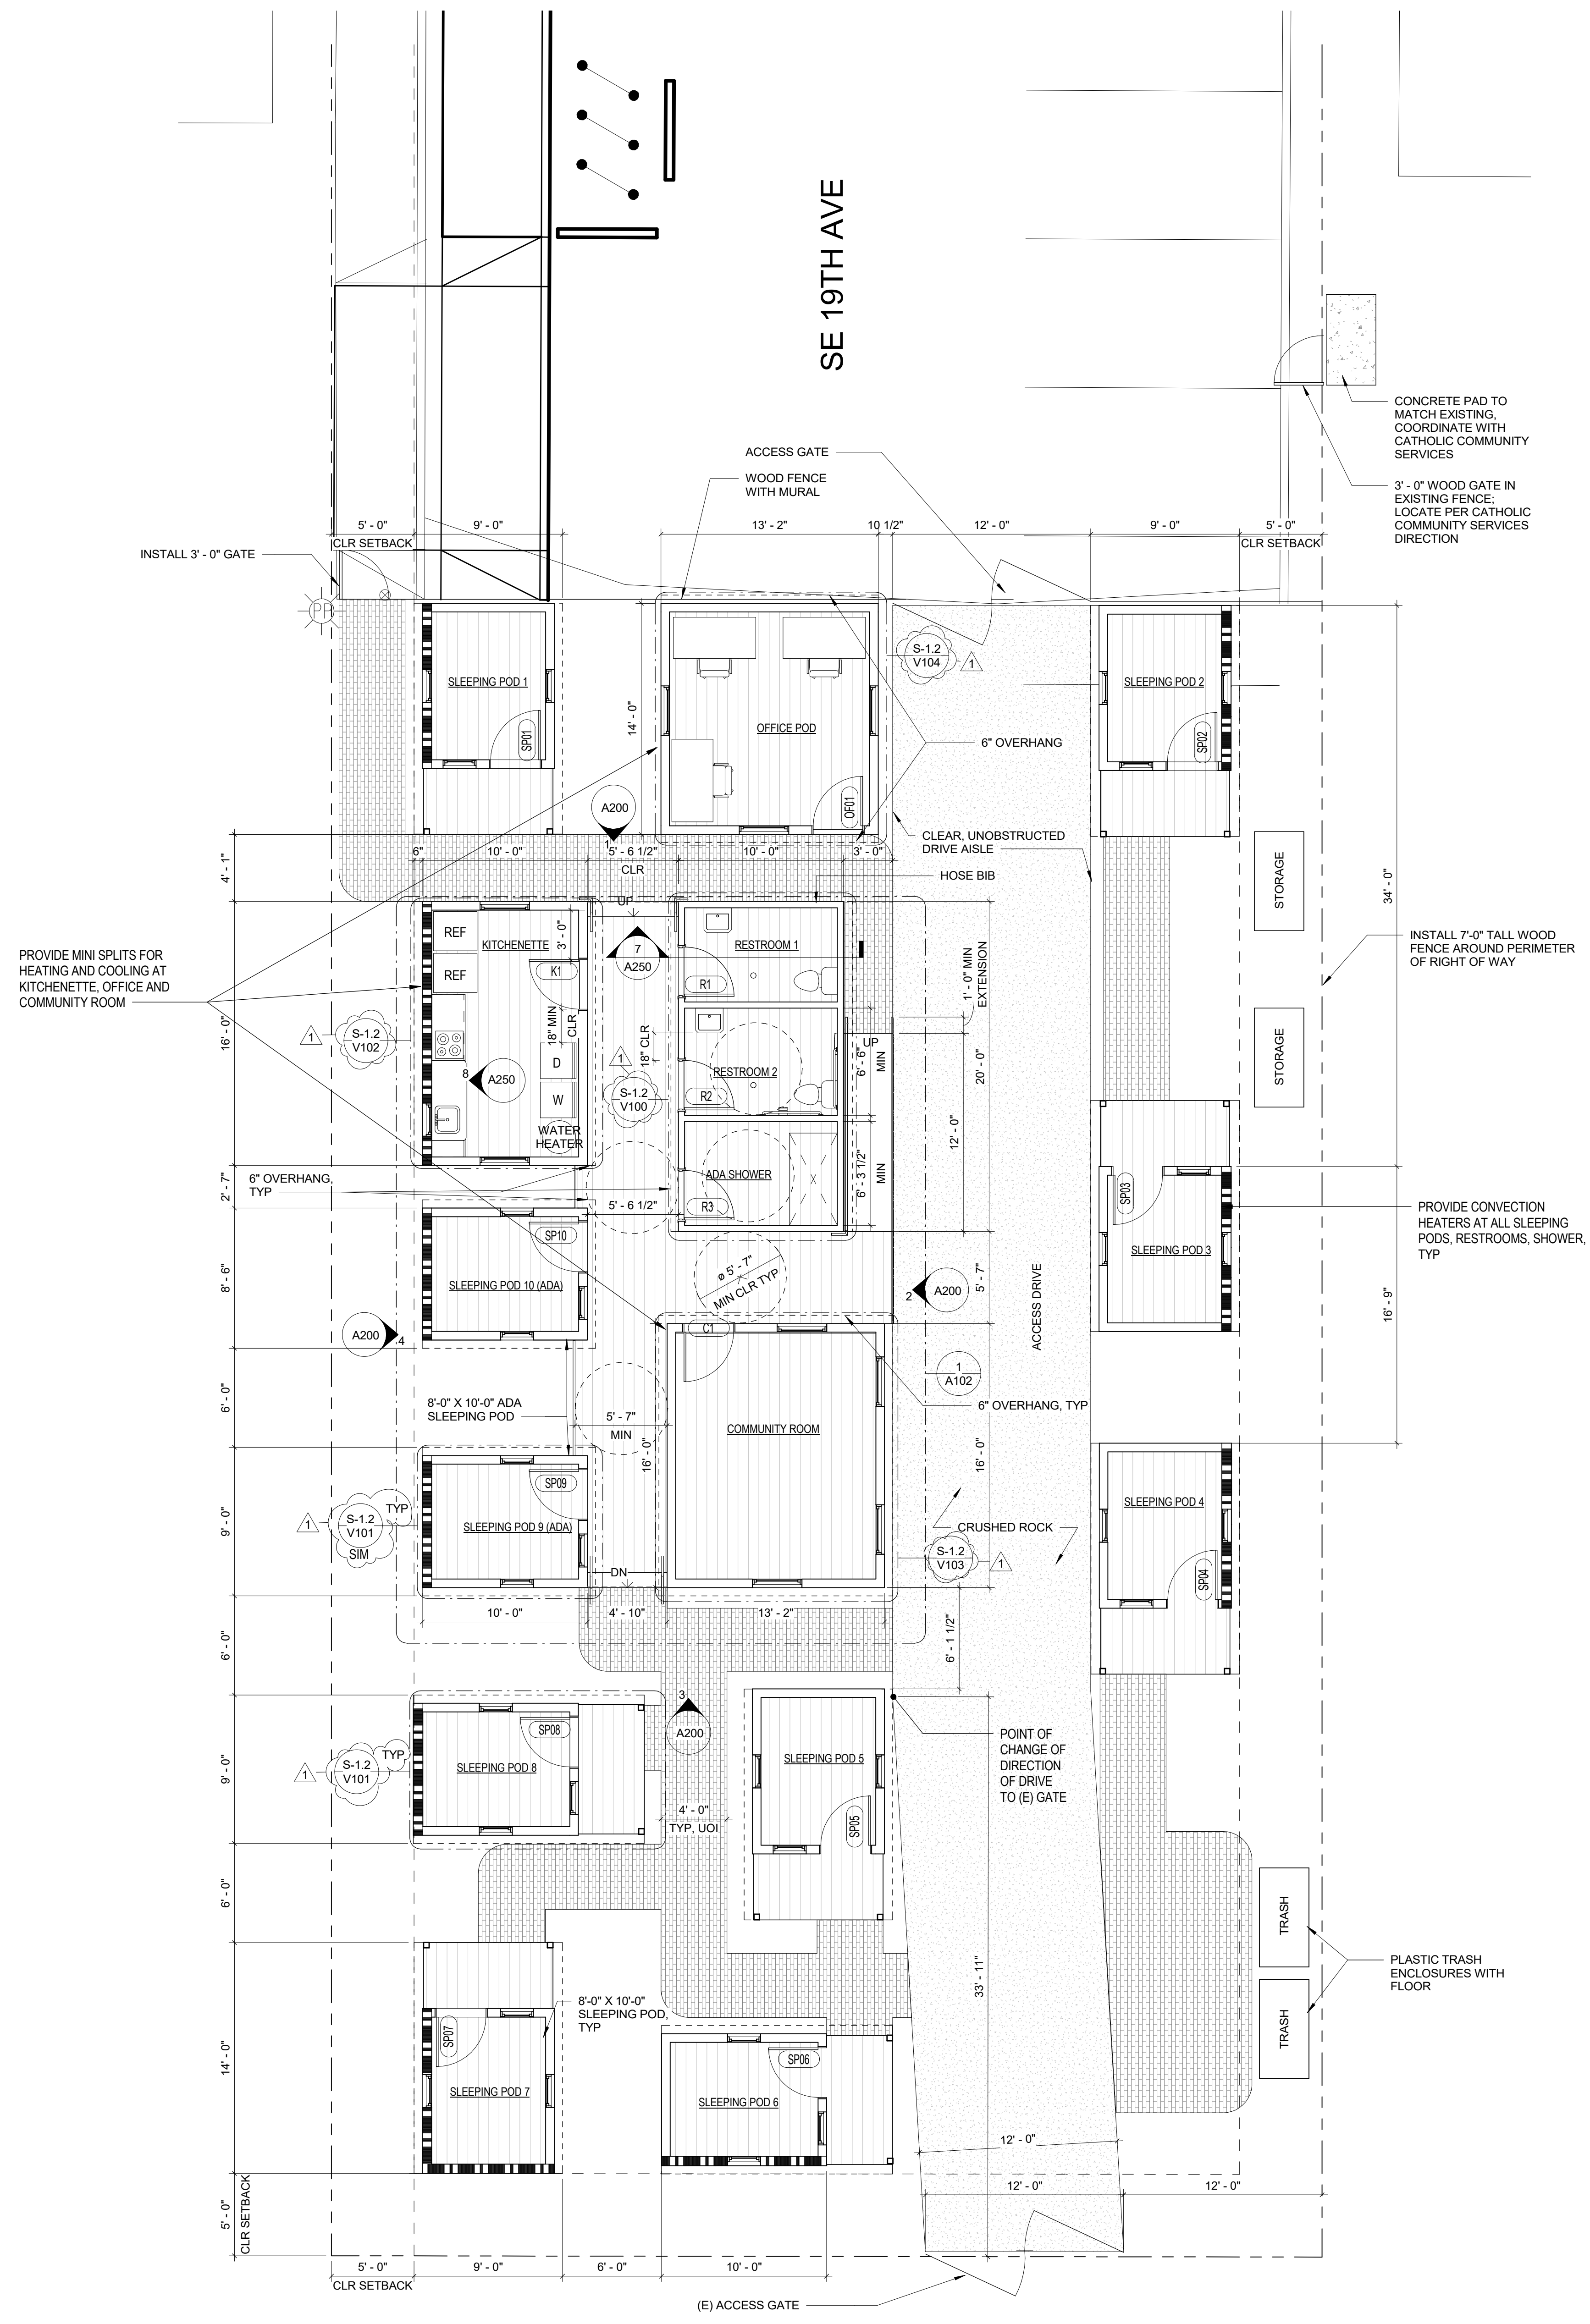 SE 19TH AVE
CONCRETE PAD TO
MATCH EXISTING,
COORDINATE WITH
CATHOLIC COMMUNITY
SERVICES
ACCESS GATE
WOOD FENCE
WITH MURAL
3' - 0" WOOD GATE IN
EXISTING FENCE;
LOCATE PER CATHOLIC
COMMUNITY SERVICES
DIRECTION
5' - 0"
CLR SETBACK
9' - 0"
13' - 2"
10 1/2"
12' - 0"
9' - 0"
5' - 0"
CLR SETBACK
INSTALL 3' - 0" GATE
PP
SLEEPING POD 1
SP01
14' - 0"
OFFICE POD
OF01
S-1.2
V104
1
SLEEPING POD 2
SP02
6" OVERHANG
A200
1
CLEAR, UNOBSTRUCTED
DRIVE AISLE
4' - 1"
6"
10' - 0"
5' - 6 1/2"
CLR
10' - 0"
3' - 0"
HOSE BIB
STORAGE
34' - 0"
INSTALL 7'-0" TALL WOOD
FENCE AROUND PERIMETER
OF RIGHT OF WAY
PROVIDE MINI SPLITS FOR
HEATING AND COOLING AT
KITCHENETTE, OFFICE AND
COMMUNITY ROOM
UP
REF
REF
KITCHENETTE
3' - 0"
K1
7
A250
RESTROOM 1
R1
1' - 0" MIN
EXTENSION
16' - 0"
1
S-1.2
V102
18" MIN
CLR
18" CLR
UP
8
A250
D
W
WATER
HEATER
1
S-1.2
V100
RESTROOM 2
R2
6' - 6"
MIN
20' - 0"
12' - 0"
STORAGE
ADA SHOWER
R3
6' - 3 1/2"
MIN
SP03
SLEEPING POD 3
PROVIDE CONVECTION
HEATERS AT ALL SLEEPING
PODS, RESTROOMS, SHOWER,
TYP
2' - 7"
6" OVERHANG,
TYP
5' - 6 1/2"
SP10
SLEEPING POD 10 (ADA)
8' - 6"
ø 5' - 7"
MIN CLR TYP
5' - 7"
2
A200
ACCESS DRIVE
16' - 9"
A200
4
C1
1
A102
6' - 0"
8'-0" X 10'-0" ADA
SLEEPING POD
5' - 7"
MIN
16' - 0"
COMMUNITY ROOM
6" OVERHANG, TYP
16' - 0"
SP09
SLEEPING POD 9 (ADA)
9' - 0"
1
S-1.2
V101
TYP
SIM
CRUSHED ROCK
S-1.2
V103
1
SLEEPING POD 4
SP04
DN
10' - 0"
4' - 10"
13' - 2"
6' - 0"
6' - 1 1/2"
3
A200
SP08
SLEEPING POD 8
9' - 0"
1
S-1.2
V101
TYP
4' - 0"
TYP, UOI
SLEEPING POD 5
SP05
POINT OF
CHANGE OF
DIRECTION
OF DRIVE
TO (E) GATE
6' - 0"
TRASH
PLASTIC TRASH
ENCLOSURES WITH
FLOOR
TRASH
33' - 11"
8'-0" X 10'-0"
SLEEPING POD,
TYP
SP07
SLEEPING POD 7
14' - 0"
SP06
SLEEPING POD 6
12' - 0"
12' - 0"
12' - 0"
5' - 0"
CLR SETBACK
5' - 0"
CLR SETBACK
9' - 0"
6' - 0"
10' - 0"
(E) ACCESS GATE